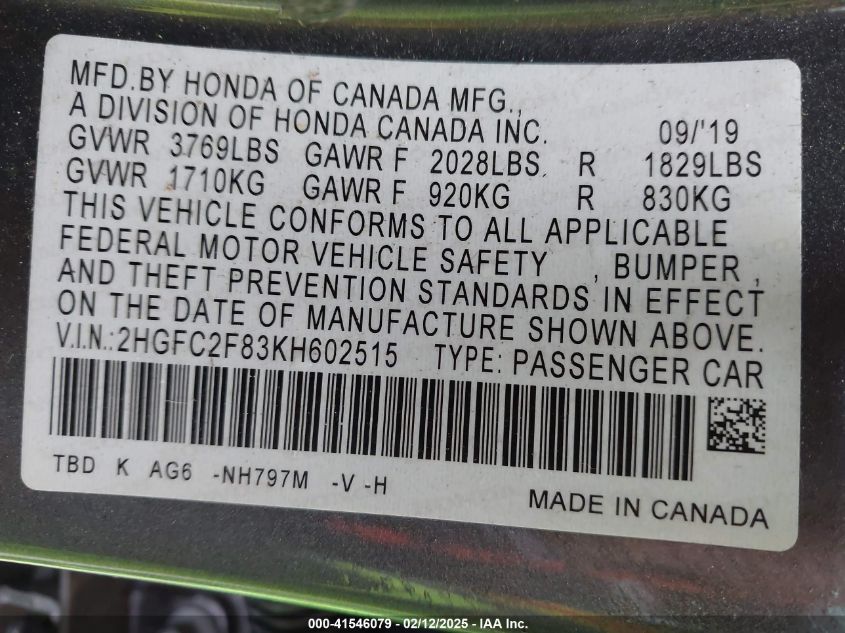 MFD.BY HONDA OF CANADA MFG.,
A DIVISION OF HONDA CANADA INC. 09/'19
GVWR 3769LBS GAWR F 2028LBS R 1829LBS
GVWR 1710KG GAWR F 920KG R 830KG
THIS VEHICLE CONFORMS TO ALL APPLICABLE
FEDERAL MOTOR VEHICLE SAFETY , BUMPER ,
AND THEFT PREVENTION STANDARDS IN EFFECT
ON THE DATE OF MANUFACTURE SHOWN ABOVE.
V.I.N.:2HGFC2F83KH602515 TYPE: PASSENGER CAR
TBD K AG6 -NH797M -V -H
MADE IN CANADA
000-41546079 - 02/12/2025 - IAA Inc.